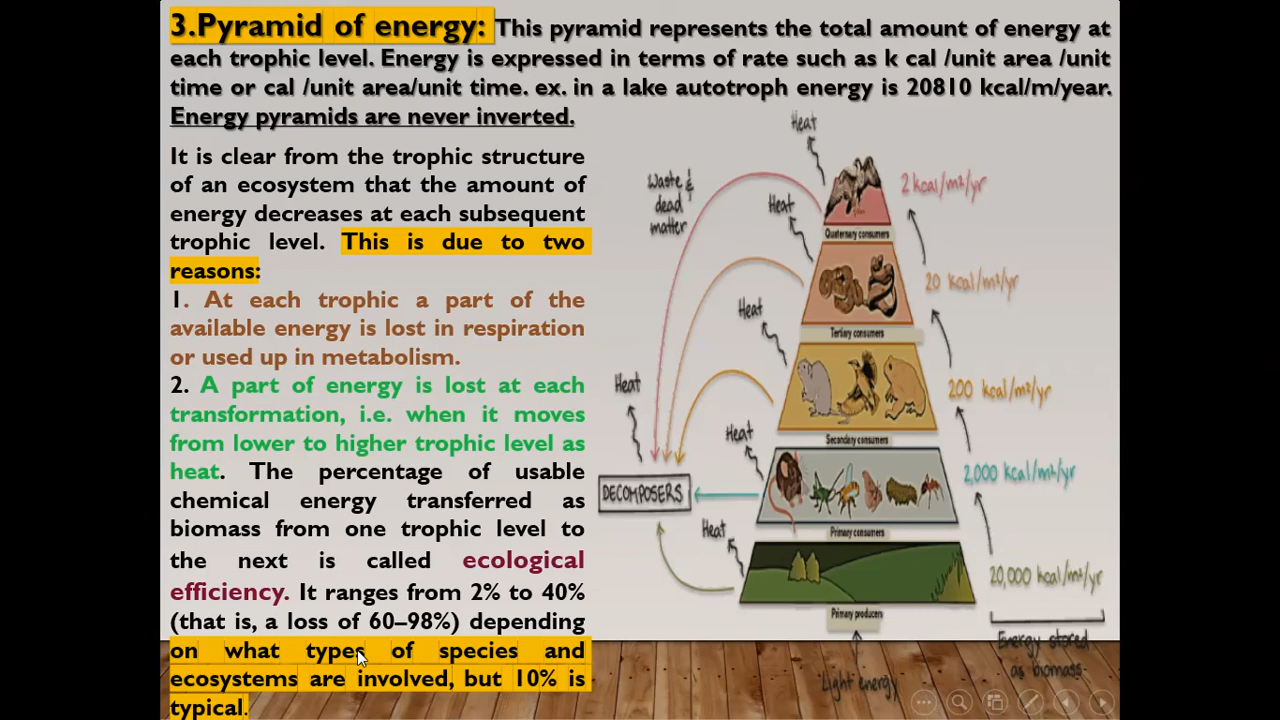 3.Pyramid of energy: This pyramid represents the total amount of energy at
each trophic level. Energy is expressed in terms of rate such as k cal /unit area /unit
time or cal /unit area/unit time. ex. in a lake autotroph energy is 20810 kcal/m/year.
Energy pyramids are never inverted.
It is clear from the trophic structure
of an ecosystem that the amount of
energy decreases at each subsequent
trophic level. This is due to two
reasons:
1. At each trophic a part of the
available energy is lost in respiration
or used up in metabolism.
2. A part of energy is lost at each
transformation, i.e. when it moves
from lower to higher trophic level as
heat. The percentage of usable
chemical energy transferred as
biomass from one trophic level to
the next is called ecological
efficiency. It ranges from 2% to 40%
(that is, a loss of 60–98%) depending
on what types of species and
ecosystems are involved, but 10% is
typical.
Heat
Waste &
dead
matter
2 kcal/m²/yr
Heat
Quaternary consumers
20 kcal/m²/yr
Heat
Tertiary consumers
Heat
200 kcal/m²/yr
Heat
Secondary consumers
2,000 kcal/m²/yr
DECOMPOSERS
Heat
Primary consumers
20,000 kcal/m²/yr
Primary producers
Energy stored
as biomass
Light energy